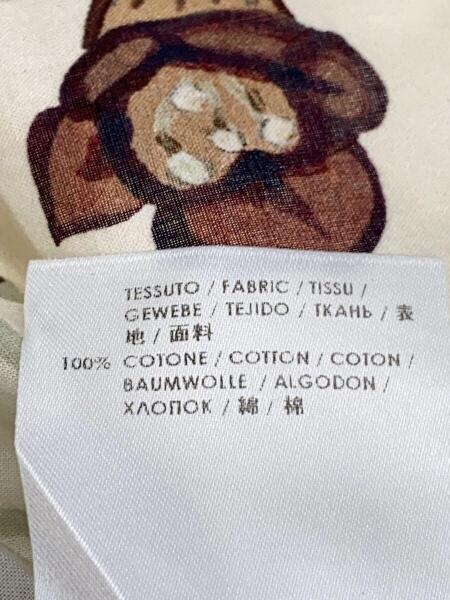 TESSUTO / FABRIC / TISSU /
GEWEBE / TEJIDO / ТКАНЬ / 表
地 / 面料
100% COTONE / COTTON / COTON /
BAUMWOLLE / ALGODON /
ХЛОПОК / 綿 / 棉